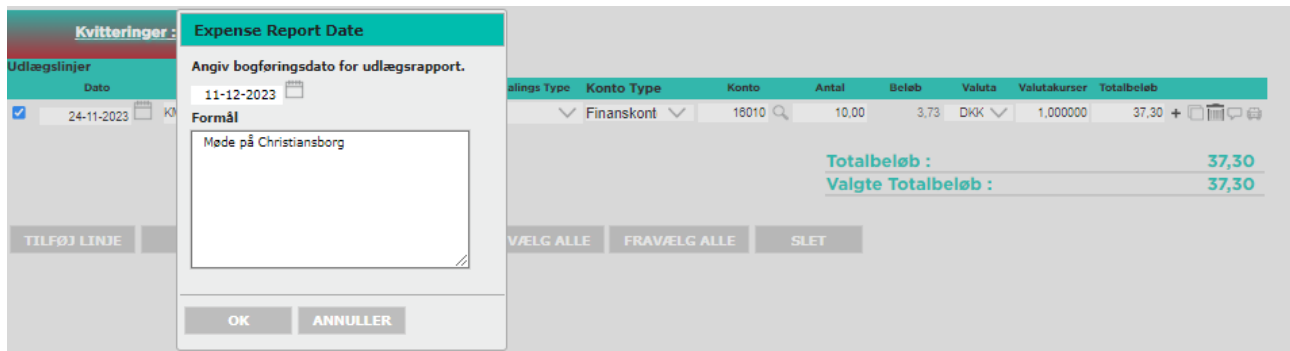 Kvitteringer :
Expense Report Date
Udlægslinjer
Angiv bogføringsdato for udlægsrapport.
11-12-2023
Formål
Møde på Christiansborg
Dato
alings Type Konto Type Konto Antal Beløb Valuta Valutakurser Totalbeløb
24-11-2023 KM Finanskont 16010 10,00 3,73 DKK 1,000000 37,30 +
Totalbeløb : 37,30
Valgte Totalbeløb : 37,30
TILFØJ LINJE VÆLG ALLE FRAVÆLG ALLE SLET
OK ANNULLER